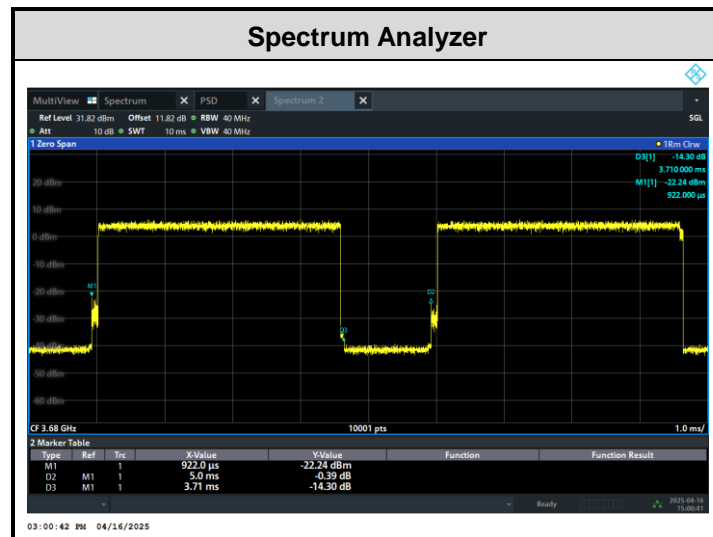 Spectrum Analyzer
MultiView Spectrum X PSD X Spectrum 2 X
Ref Level 31.82 dBm Offset 11.82 dB RBW 40 MHz SGL
Att 10 dB SWT 10 ms VBW 40 MHz
1 Zero Span 1Rm Clrw
D3[1] -14.30 dB
3.710 000 ms
M1[1] -22.24 dBm
922.000 µs
20 dBm
10 dBm
0 dBm
-10 dBm
M1
D2
-20 dBm
-30 dBm
D3
-40 dBm
-50 dBm
-60 dBm
CF 3.68 GHz 10001 pts 1.0 ms/
2 Marker Table
Type Ref Trc X-Value Y-Value Function Function Result
M1 1 922.0 µs -22.24 dBm
D2 M1 1 5.0 ms -0.39 dB
D3 M1 1 3.71 ms -14.30 dB
Ready 2025-04-16
15:00:41
03:00:42 PM 04/16/2025